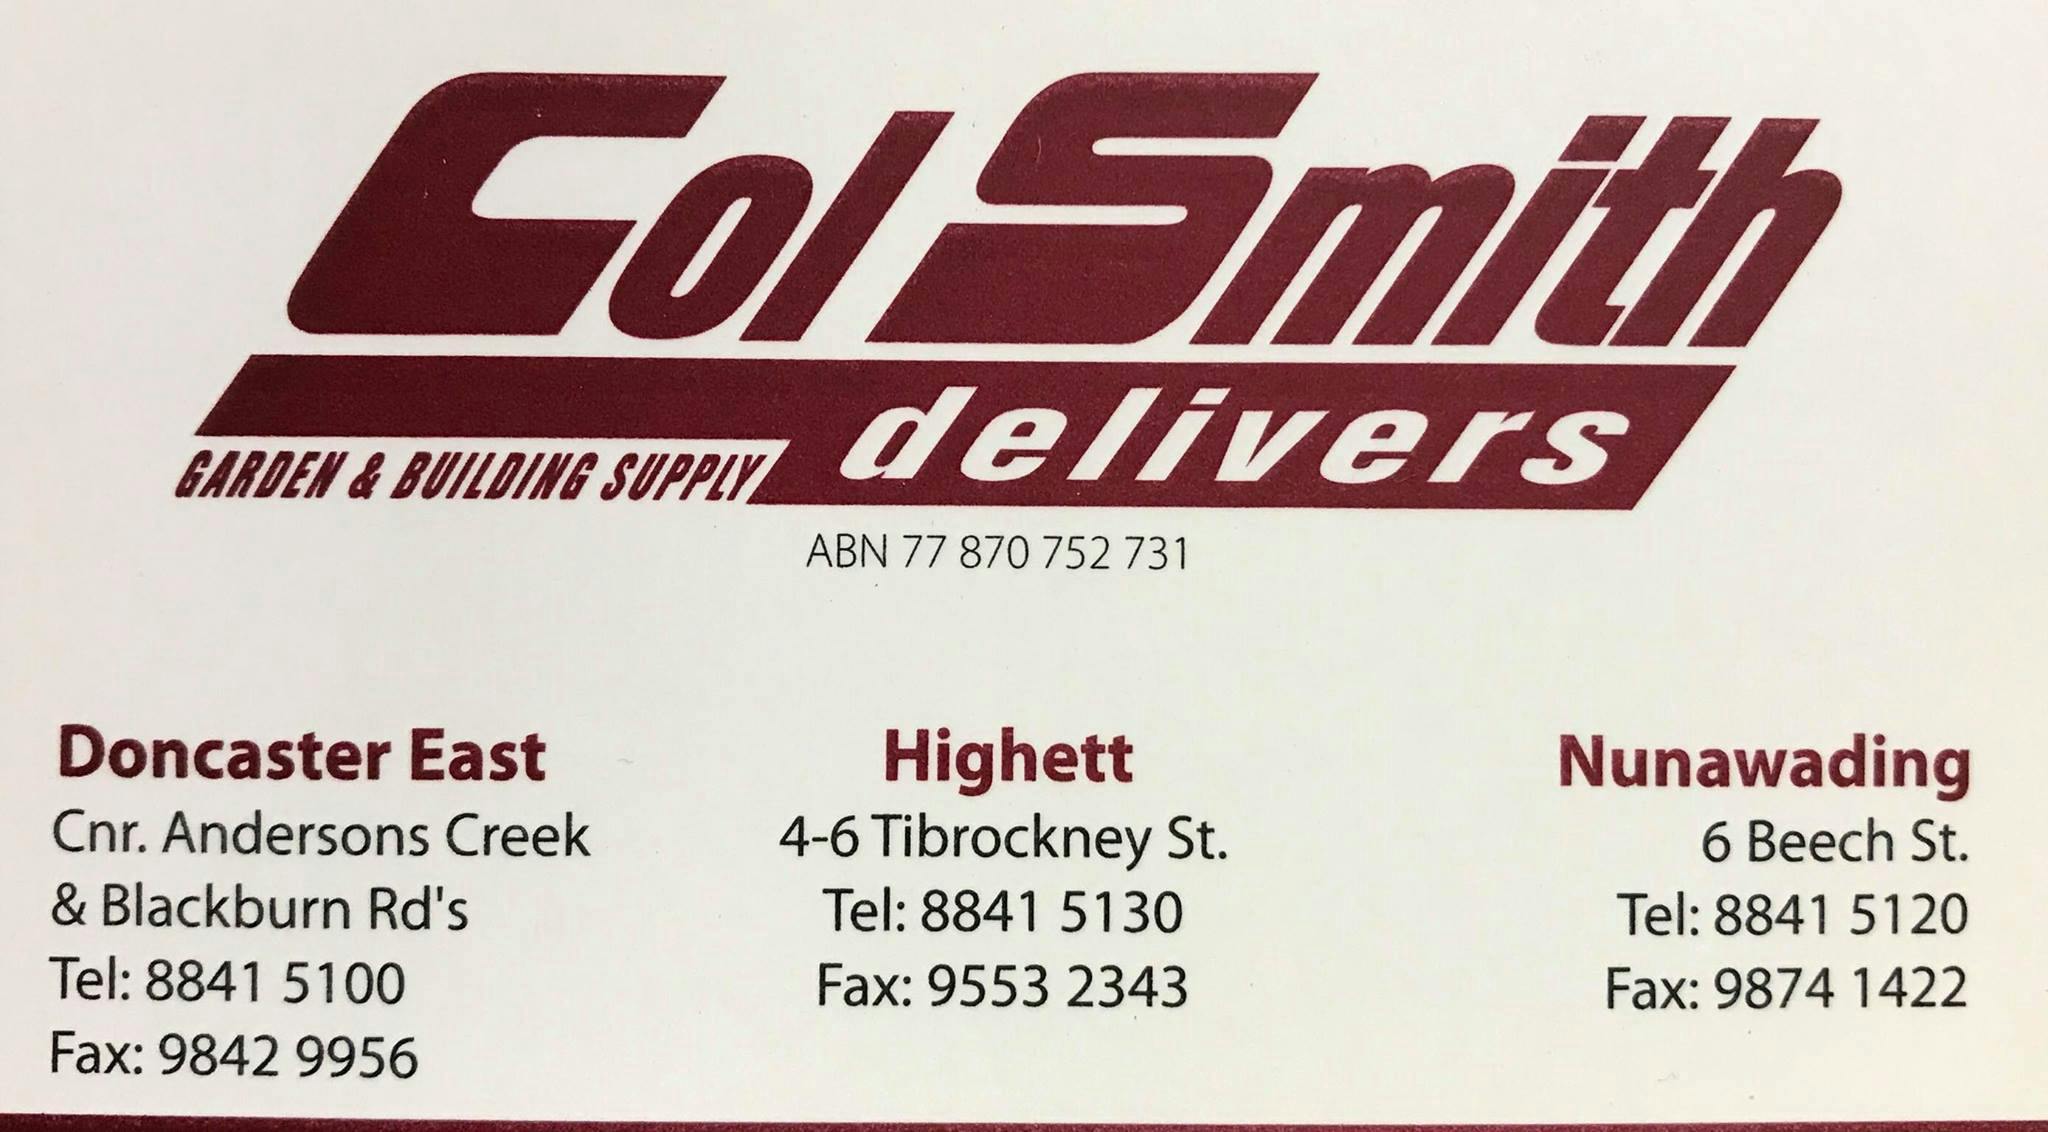 Col Smith
delivers
GARDEN & BUILDING SUPPLY
ABN 77 870 752 731
Doncaster East
Cnr. Andersons Creek
& Blackburn Rd's
Tel: 8841 5100
Fax: 9842 9956
Highett
4-6 Tibrockney St.
Tel: 8841 5130
Fax: 9553 2343
Nunawading
6 Beech St.
Tel: 8841 5120
Fax: 9874 1422